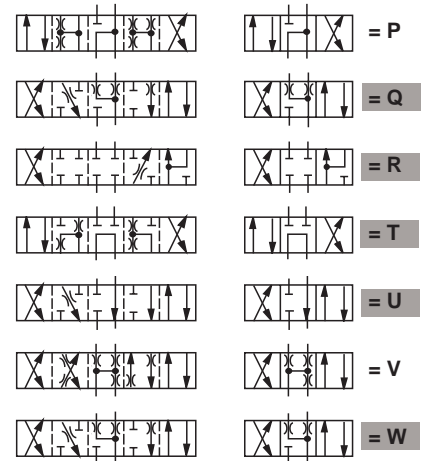 = P
= Q
= R
= T
= U
= V
= W